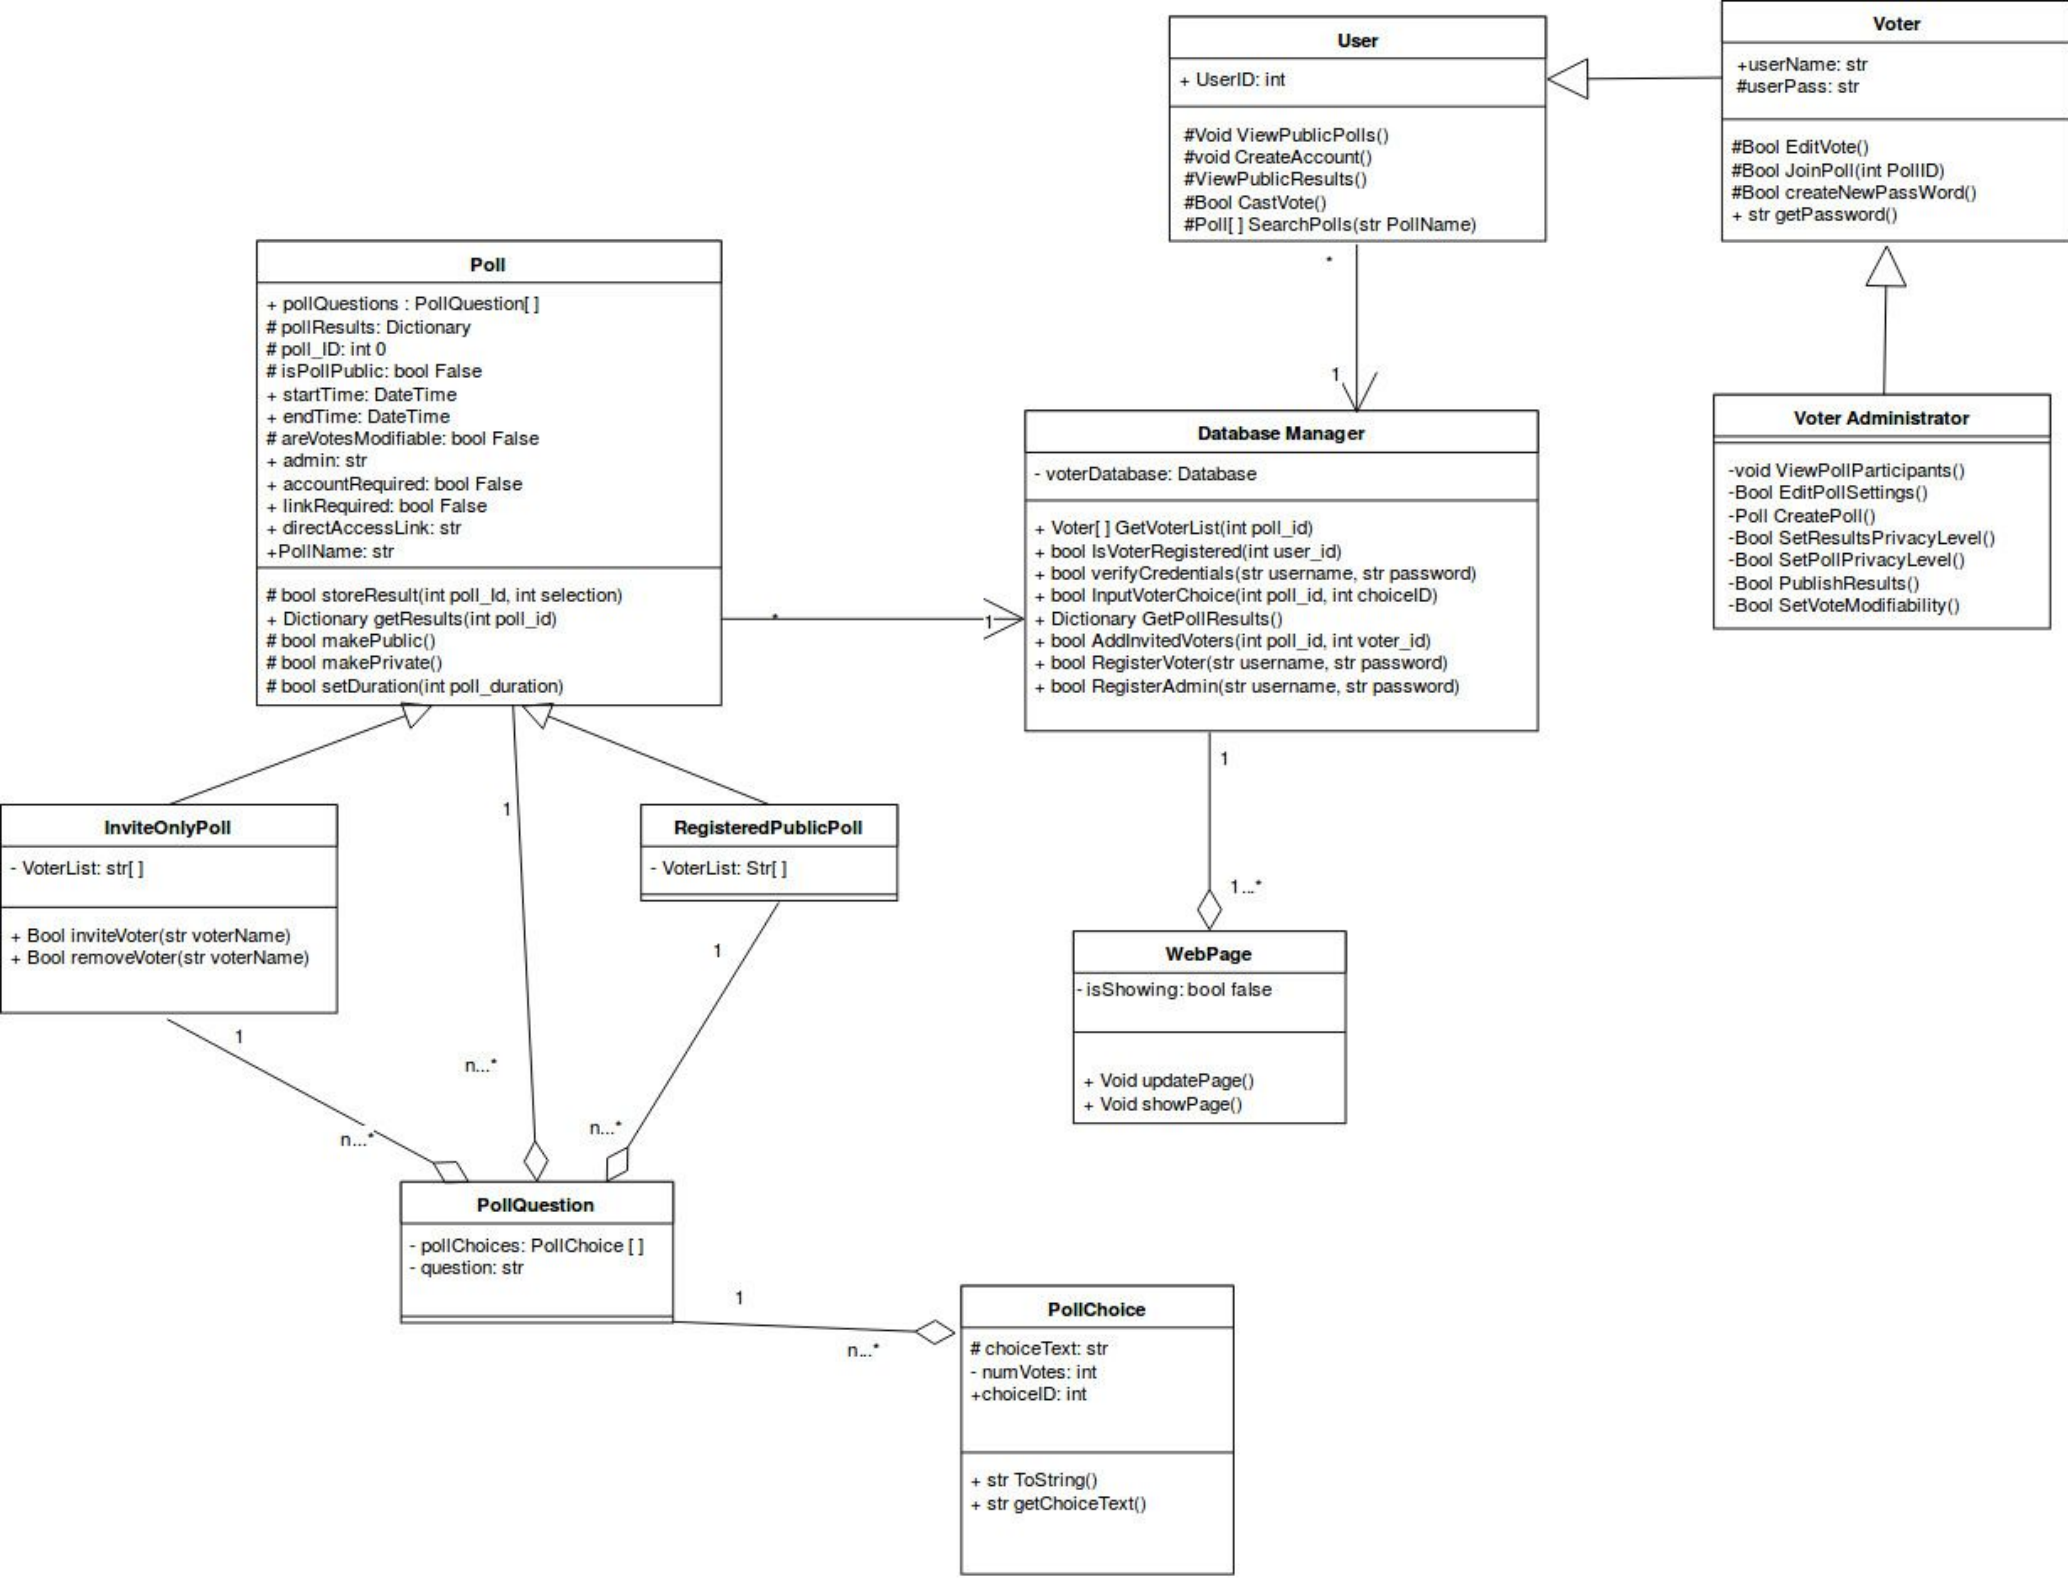 User
+ UserID: int
#Void ViewPublicPolls()
#void CreateAccount()
#ViewPublicResults()
#Bool CastVote()
#Poll[ ] SearchPolls(str PollName)
*
1
Voter
+userName: str
#userPass: str
#Bool EditVote()
#Bool JoinPoll(int PollID)
#Bool createNewPassWord()
+ str getPassword()
Voter Administrator
-void ViewPollParticipants()
-Bool EditPollSettings()
-Poll CreatePoll()
-Bool SetResultsPrivacyLevel()
-Bool SetPollPrivacyLevel()
-Bool PublishResults()
-Bool SetVoteModifiability()
Poll
+ pollQuestions : PollQuestion[ ]
# pollResults: Dictionary
# poll_ID: int 0
# isPollPublic: bool False
+ startTime: DateTime
+ endTime: DateTime
# areVotesModifiable: bool False
+ admin: str
+ accountRequired: bool False
+ linkRequired: bool False
+ directAccessLink: str
+PollName: str
# bool storeResult(int poll_Id, int selection)
+ Dictionary getResults(int poll_id)
# bool makePublic()
# bool makePrivate()
# bool setDuration(int poll_duration)
*
1
Database Manager
- voterDatabase: Database
+ Voter[ ] GetVoterList(int poll_id)
+ bool IsVoterRegistered(int user_id)
+ bool verifyCredentials(str username, str password)
+ bool InputVoterChoice(int poll_id, int choiceID)
+ Dictionary GetPollResults()
+ bool AddInvitedVoters(int poll_id, int voter_id)
+ bool RegisterVoter(str username, str password)
+ bool RegisterAdmin(str username, str password)
1
1...*
InviteOnlyPoll
- VoterList: str[ ]
+ Bool inviteVoter(str voterName)
+ Bool removeVoter(str voterName)
1
n...*
1
n...*
RegisteredPublicPoll
- VoterList: Str[ ]
1
n...*
WebPage
- isShowing: bool false
+ Void updatePage()
+ Void showPage()
PollQuestion
- pollChoices: PollChoice [ ]
- question: str
1
n...*
PollChoice
# choiceText: str
- numVotes: int
+choiceID: int
+ str ToString()
+ str getChoiceText()